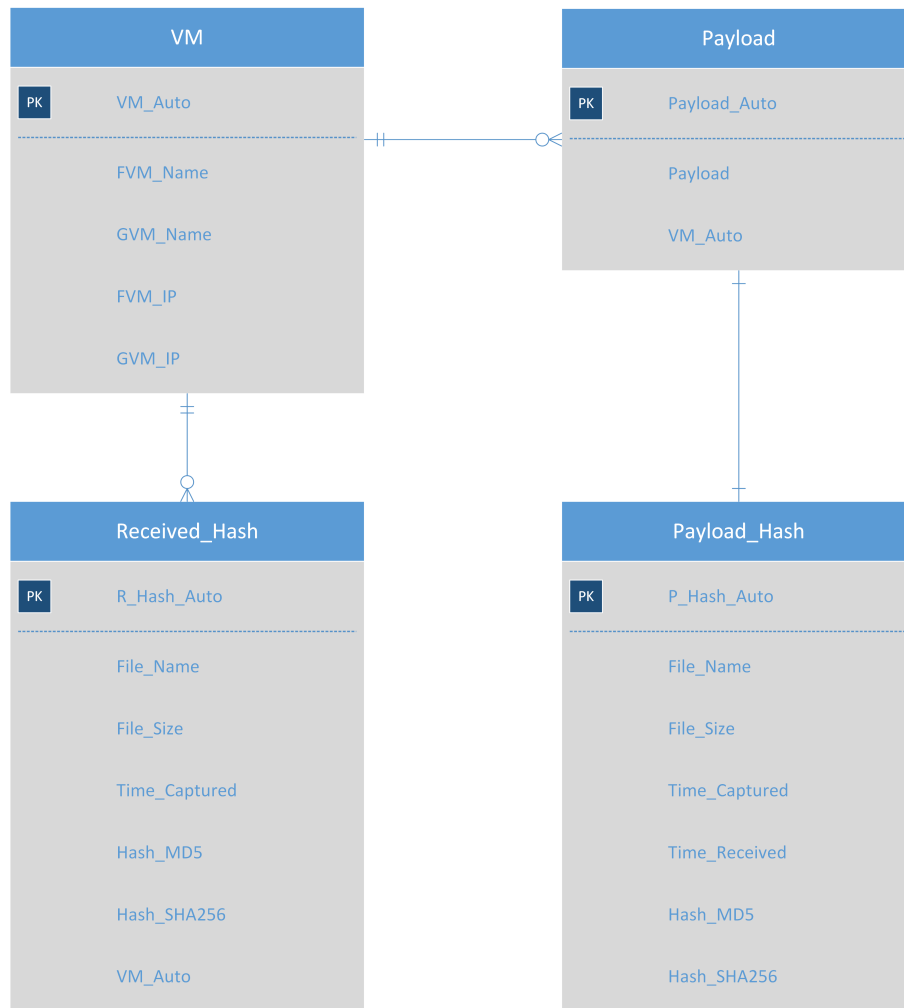 VM
PK
VM_Auto
FVM_Name
GVM_Name
FVM_IP
GVM_IP
Payload
PK
Payload_Auto
Payload
VM_Auto
Received_Hash
PK
R_Hash_Auto
File_Name
File_Size
Time_Captured
Hash_MD5
Hash_SHA256
VM_Auto
Payload_Hash
PK
P_Hash_Auto
File_Name
File_Size
Time_Captured
Time_Received
Hash_MD5
Hash_SHA256